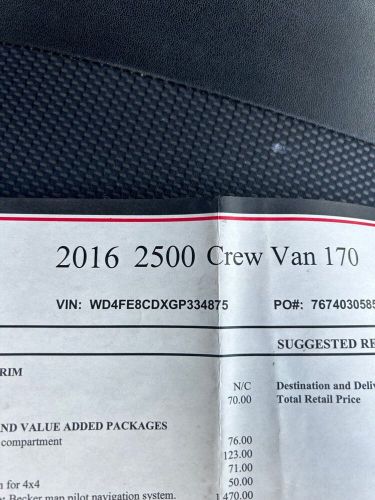 2016 2500 Crew Van 170
VIN: WD4FE8CDXGP334875 PO#: 7674030585
SUGGESTED RE
RIM
N/C Destination and Deliv
70.00 Total Retail Price
ND VALUE ADDED PACKAGES
compartment 76.00
123.00
71.00
n for 4x4 50.00
Becker map pilot navigation system. 1 470.00